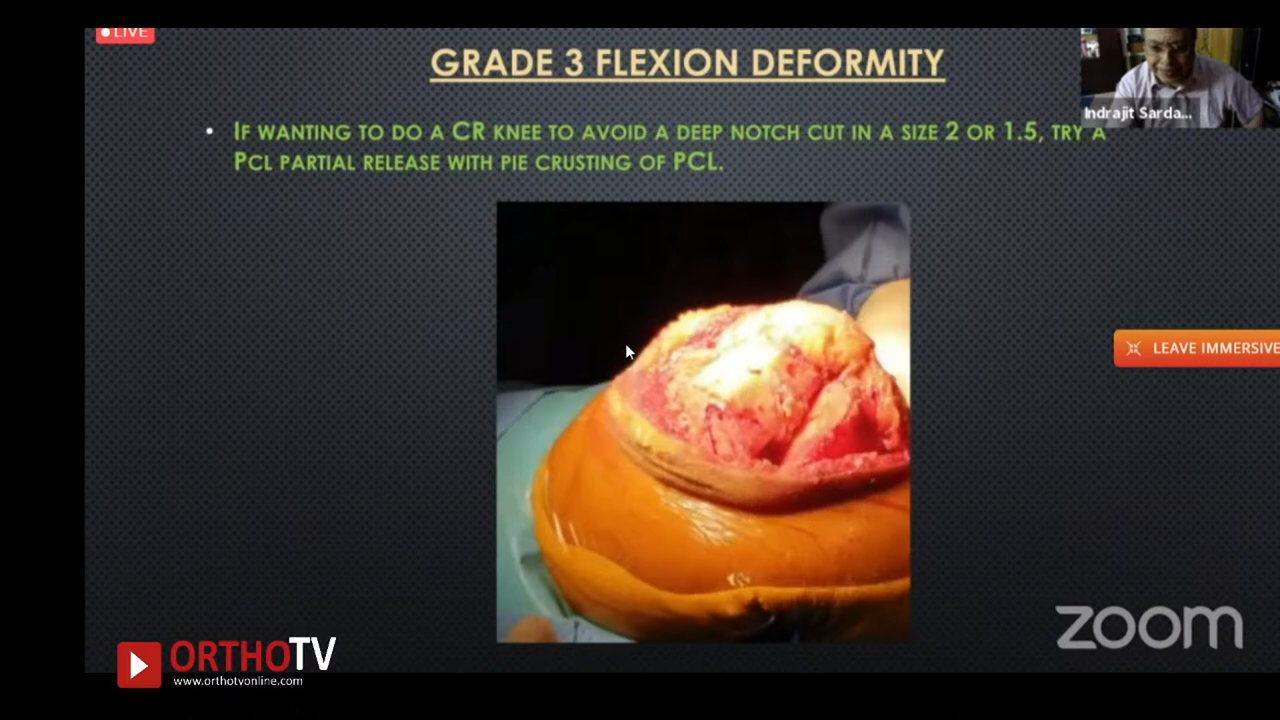 LIVE
GRADE 3 FLEXION DEFORMITY
Indrajit Sarda...
• IF WANTING TO DO A CR KNEE TO AVOID A DEEP NOTCH CUT IN A SIZE 2 OR 1.5, TRY A
PCL PARTIAL RELEASE WITH PIE CRUSTING OF PCL.
LEAVE IMMERSIVE
zoom
ORTHOTV
www.orthotvonline.com